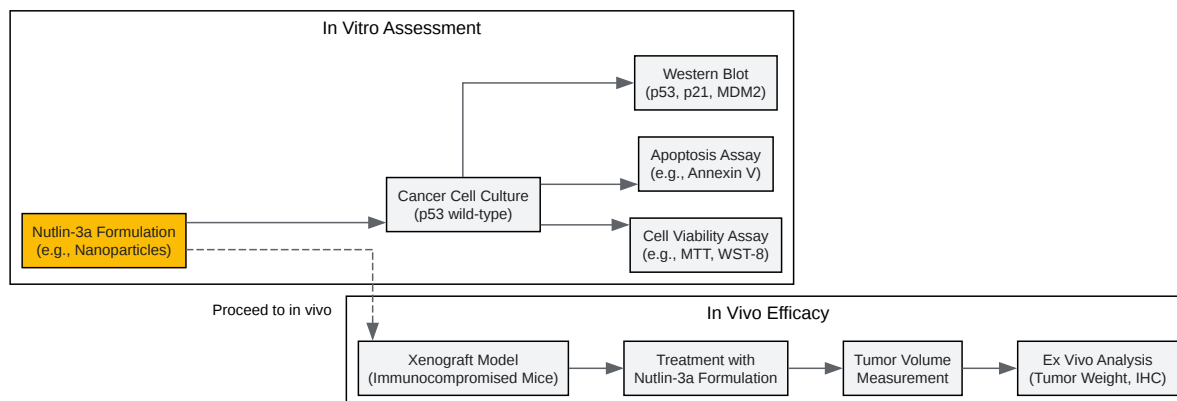 In Vitro Assessment
Western Blot
(p53, p21, MDM2)
Apoptosis Assay
(e.g., Annexin V)
Cancer Cell Culture
(p53 wild-type)
Nutlin-3a Formulation
(e.g., Nanoparticles)
Cell Viability Assay
(e.g., MTT, WST-8)
Proceed to in vivo
In Vivo Efficacy
Xenograft Model
(Immunocompromised Mice)
Treatment with
Nutlin-3a Formulation
Tumor Volume
Measurement
Ex Vivo Analysis
(Tumor Weight, IHC)